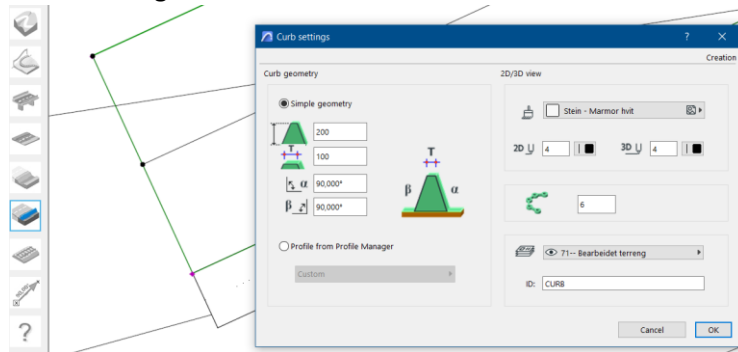 Curb settings
?
Creation
Curb geometry
2D/3D view
Simple geometry
200
T
100
α 90,000°
β 90,000°
T
β α
Profile from Profile Manager
Custom
Stein - Marmor hvit
2D 4
3D 4
6
71-- Bearbeidet terreng
ID: CURB
Cancel
OK
?